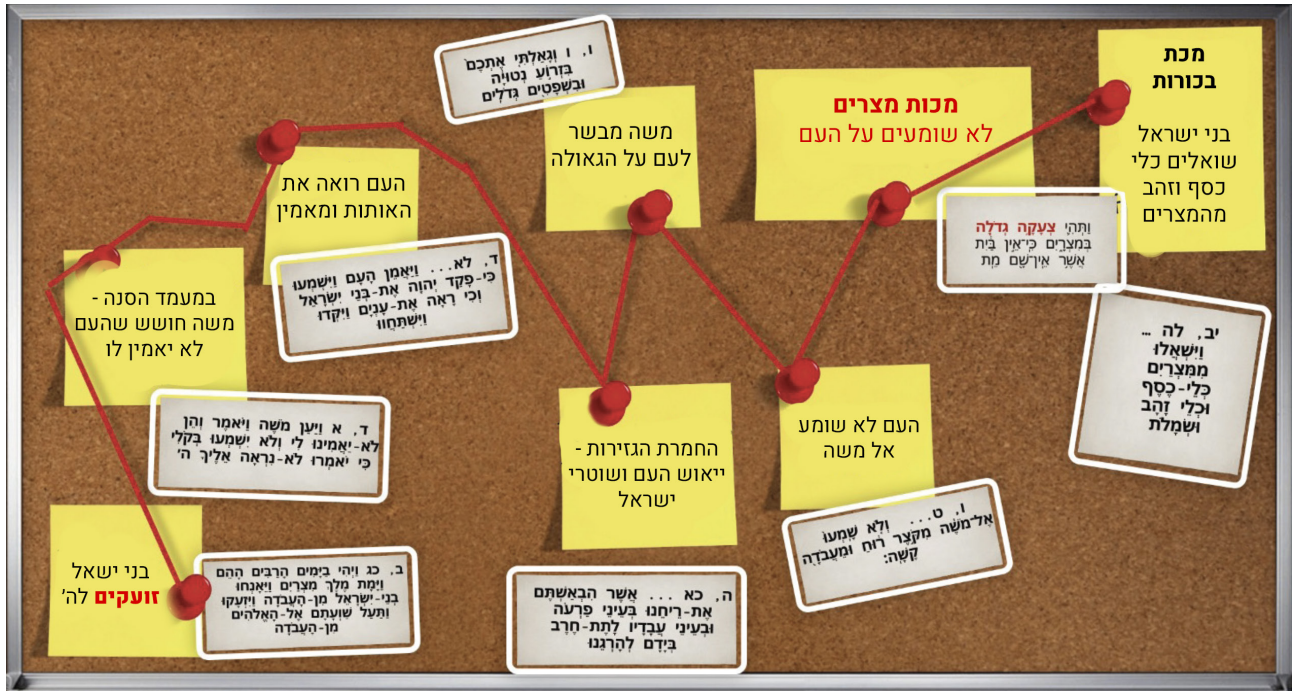 בני ישאל
זועקים לה'
ב, כג וַיְהִי בַיָּמִים הָרַבִּים הָהֵם
וַיָּמָת מֶלֶךְ מִצְרַיִם וַיֵּאָנְחוּ
בְנֵי-יִשְׂרָאֵל מִן-הָעֲבֹדָה וַיִּזְעָקוּ
וַתַּעַל שַׁוְעָתָם אֶל-הָאֱלֹהִים
מִן-הָעֲבֹדָה
במעמד הסנה -
משה חושש שהעם
לא יאמין לו
ד, א וַיַּעַן מֹשֶׁה וַיֹּאמֶר וְהֵן
לֹא-יַאֲמִינוּ לִי וְלֹא יִשְׁמְעוּ בְּקֹלִי
כִּי יֹאמְרוּ לֹא-נִרְאָה אֵלֶיךָ ה'
העם רואה את
האותות ומאמין
ד, לא... וַיַּאֲמֵן הָעָם וַיִּשְׁמְעוּ
כִּי-פָקַד יְהוָה אֶת-בְּנֵי יִשְׂרָאֵל
וְכִי רָאָה אֶת-עָנְיָם וַיִּקְּדוּ
וַיִּשְׁתַּחֲווּ
החמרת הגזירות -
ייאוש העם ושוטרי
ישראל
ה, כא ... אֲשֶׁר הִבְאַשְׁתֶּם
אֶת-רֵיחֵנוּ בְּעֵינֵי פַרְעֹה
וּבְעֵינֵי עֲבָדָיו לָתֶת-חֶרֶב
בְּיָדָם לְהָרְגֵנוּ
ו, ו וְגָאַלְתִּי אֶתְכֶם
בִּזְרוֹעַ נְטוּיָה
וּבִשְׁפָטִים גְּדֹלִים
משה מבשר
לעם על הגאולה
העם לא שומע
אל משה
ו, ט... וְלֹא שָׁמְעוּ
אֶל־מֹשֶׁה מִקֹּצֶר רוּחַ וּמֵעֲבֹדָה
קָשָׁה:
מכות מצרים
לא שומעים על העם
מכת
בכורות
בני ישראל
שואלים כלי
כסף וזהב
מהמצרים
וַתְּהִי צְעָקָה גְדֹלָה
בְּמִצְרָיִם כִּי־אֵין בַּיִת
אֲשֶׁר אֵין־שָׁם מֵת
יב, לה ...
וַיִּשְׁאֲלוּ
מִמִּצְרַיִם
כְּלֵי-כֶסֶף
וּכְלֵי זָהָב
וּשְׂמָלֹת